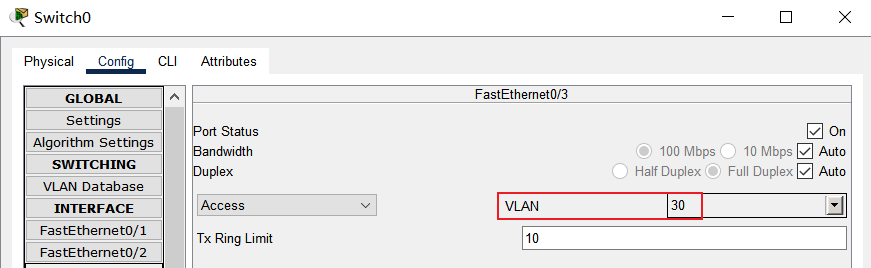 Switch0
Physical Config CLI Attributes
GLOBAL
Settings
Algorithm Settings
SWITCHING
VLAN Database
INTERFACE
FastEthernet0/1
FastEthernet0/2
FastEthernet0/3
Port Status On
Bandwidth 100 Mbps 10 Mbps Auto
Duplex Half Duplex Full Duplex Auto
Access VLAN 30
Tx Ring Limit 10